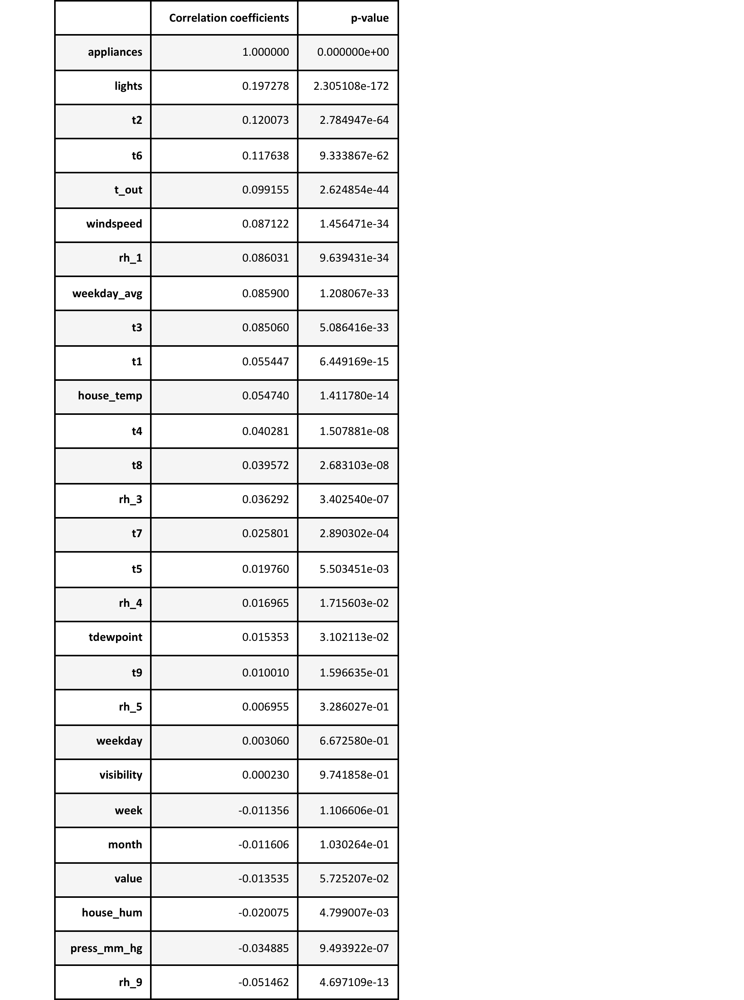 Correlation coefficients p-value
appliances 1.000000 0.000000e+00
lights 0.197278 2.305108e-172
t2 0.120073 2.784947e-64
t6 0.117638 9.333867e-62
t_out 0.099155 2.624854e-44
windspeed 0.087122 1.456471e-34
rh_1 0.086031 9.639431e-34
weekday_avg 0.085900 1.208067e-33
t3 0.085060 5.086416e-33
t1 0.055447 6.449169e-15
house_temp 0.054740 1.411780e-14
t4 0.040281 1.507881e-08
t8 0.039572 2.683103e-08
rh_3 0.036292 3.402540e-07
t7 0.025801 2.890302e-04
t5 0.019760 5.503451e-03
rh_4 0.016965 1.715603e-02
tdewpoint 0.015353 3.102113e-02
t9 0.010010 1.596635e-01
rh_5 0.006955 3.286027e-01
weekday 0.003060 6.672580e-01
visibility 0.000230 9.741858e-01
week -0.011356 1.106606e-01
month -0.011606 1.030264e-01
value -0.013535 5.725207e-02
house_hum -0.020075 4.799007e-03
press_mm_hg -0.034885 9.493922e-07
rh_9 -0.051462 4.697109e-13